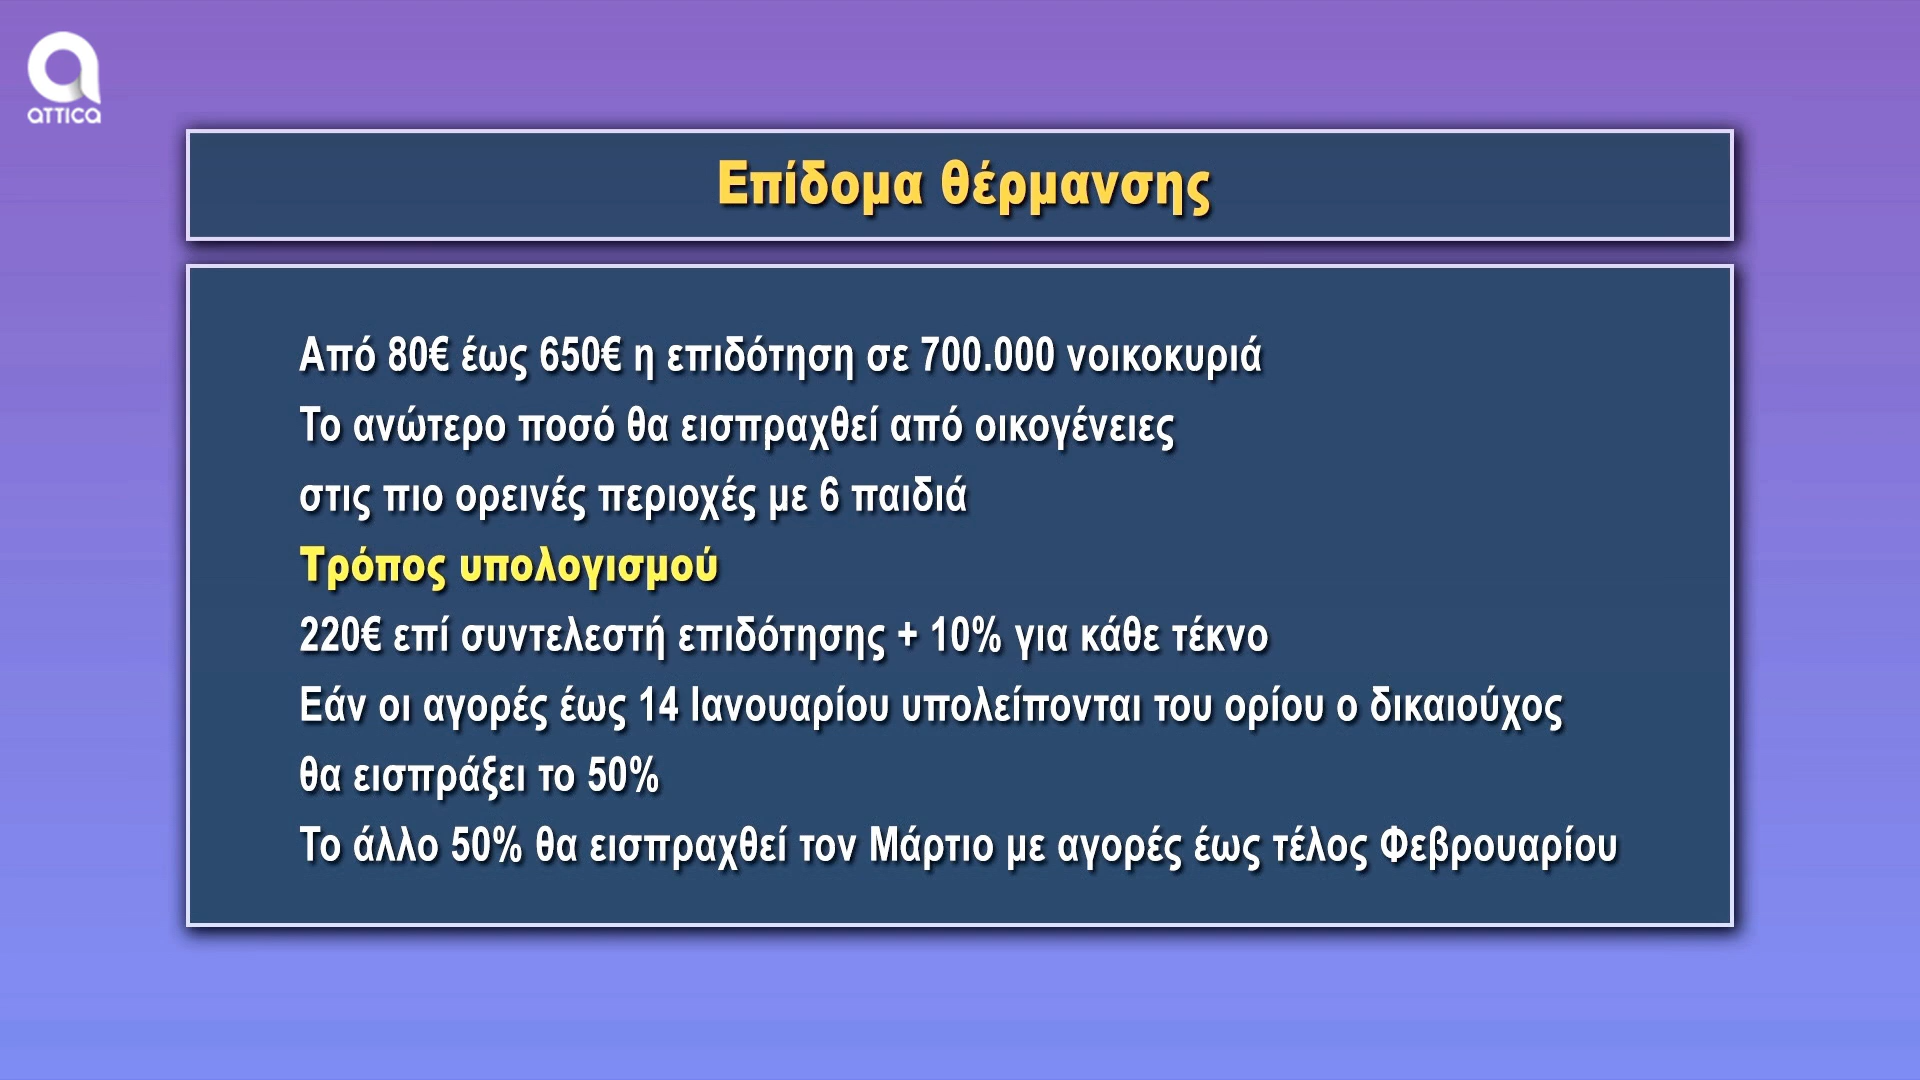 attica
Επίδομα θέρμανσης
Από 80€ έως 650€ η επιδότηση σε 700.000 νοικοκυριά
Το ανώτερο ποσό θα εισπραχθεί από οικογένειες
στις πιο ορεινές περιοχές με 6 παιδιά
Τρόπος υπολογισμού
220€ επί συντελεστή επιδότησης + 10% για κάθε τέκνο
Εάν οι αγορές έως 14 Ιανουαρίου υπολείπονται του ορίου ο δικαιούχος
θα εισπράξει το 50%
Το άλλο 50% θα εισπραχθεί τον Μάρτιο με αγορές έως τέλος Φεβρουαρίου